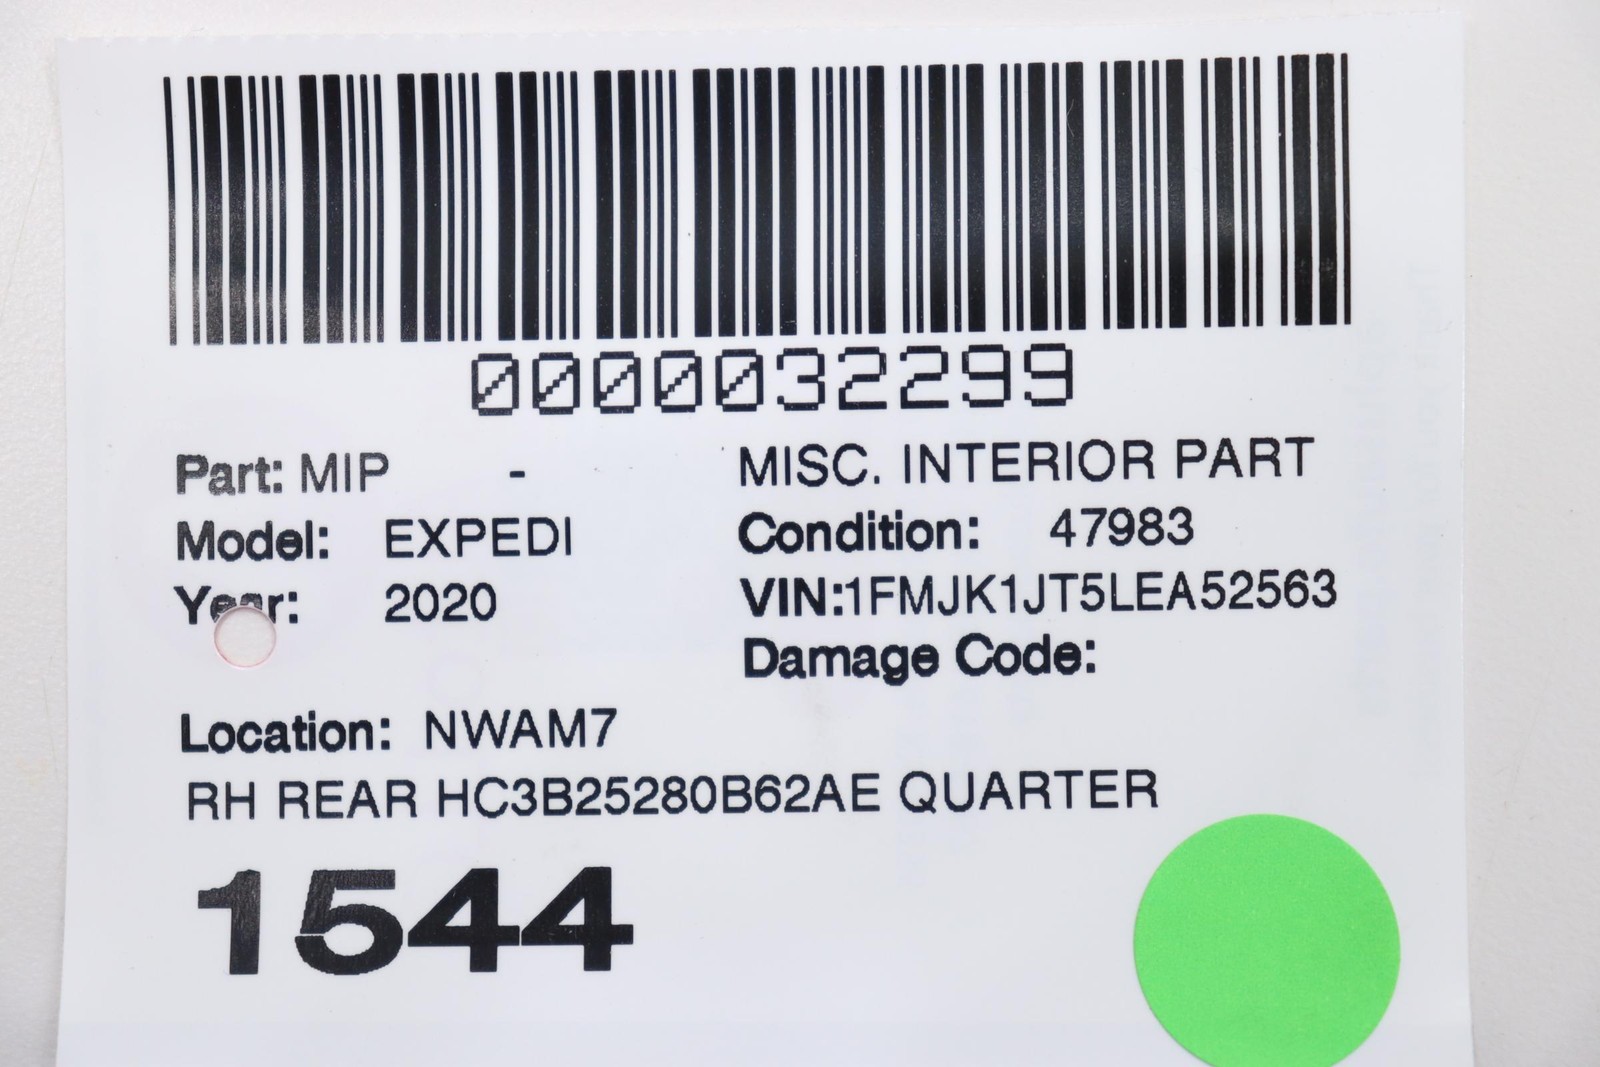 0000032299
Part: MIP - MISC. INTERIOR PART
Model: EXPEDI Condition: 47983
Year: 2020 VIN:1FMJK1JT5LEA52563
Damage Code:
Location: NWAM7
RH REAR HC3B25280B62AE QUARTER
1544